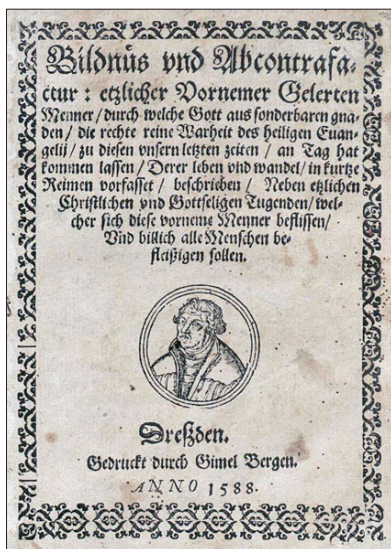 Bildnüs vnd Abcontrafa-
ctur : etzlicher Vornemer Gelerten
Menner / durch welche Gott aus sonderbaren gna-
den / die rechte reine Warheit des heiligen Euan-
gelij / zu diesen vnsern letzten zeiten / an Tag hat
kommen lassen / Derer leben vnd wandel / in kurtze
Reimen vorfasset / beschrieben / Neben etzlichen
Christlichen vnd Gottseligen Tugenden / wel-
cher sich diese vorneme Menner beflissen /
Vnd billich alle Menschen be-
fleißigen sollen.
Dreßden.
Gedruckt durch Gimel Bergen.
ANNO 1588.